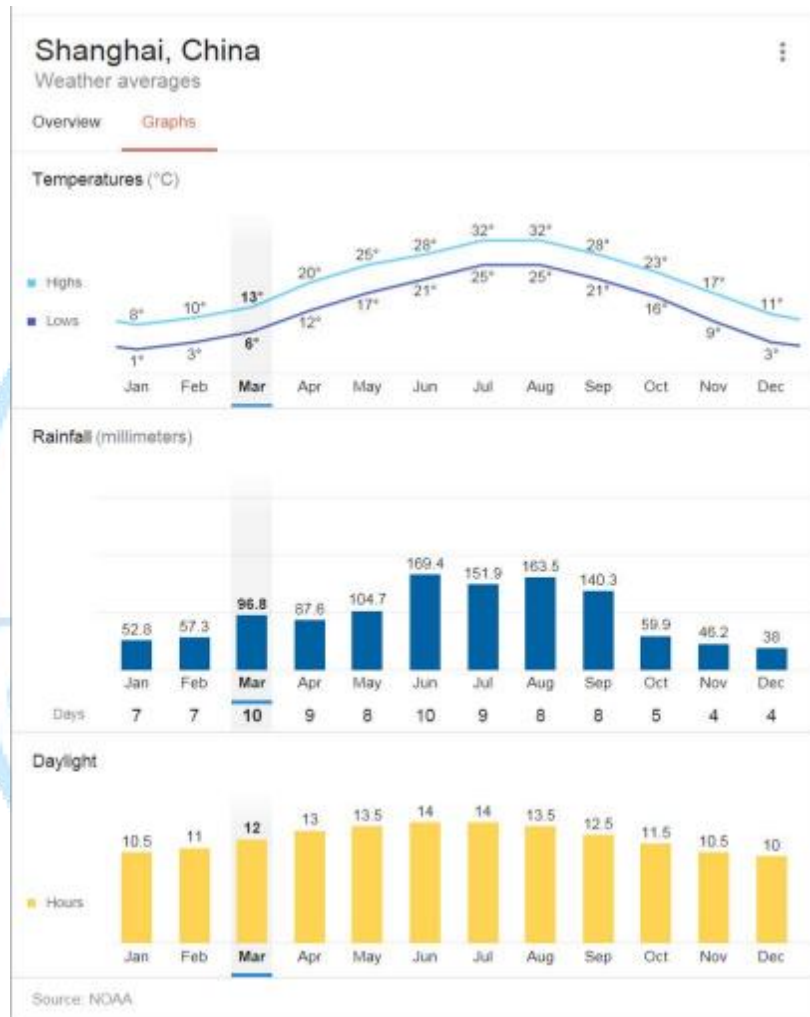 Shanghai, China
Weather averages
Overview Graphs
Temperatures (°C)
32° 32°
28° 28°
25° 23°
20° 17°
13° 11°
10°
8°
Highs
Lows
25° 25°
21° 21°
17° 16°
12° 9°
6°
3° 3°
1°
Jan Feb Mar Apr May Jun Jul Aug Sep Oct Nov Dec
Rainfall (millimeters)
52.8 57.3 96.8 87.6 104.7 169.4 151.9 163.5 140.3 59.9 46.2 38
Jan Feb Mar Apr May Jun Jul Aug Sep Oct Nov Dec
Days 7 7 10 9 8 10 9 8 8 5 4 4
Daylight
10.5 11 12 13 13.5 14 14 13.5 12.5 11.5 10.5 10
Hours
Jan Feb Mar Apr May Jun Jul Aug Sep Oct Nov Dec
Source: NOAA